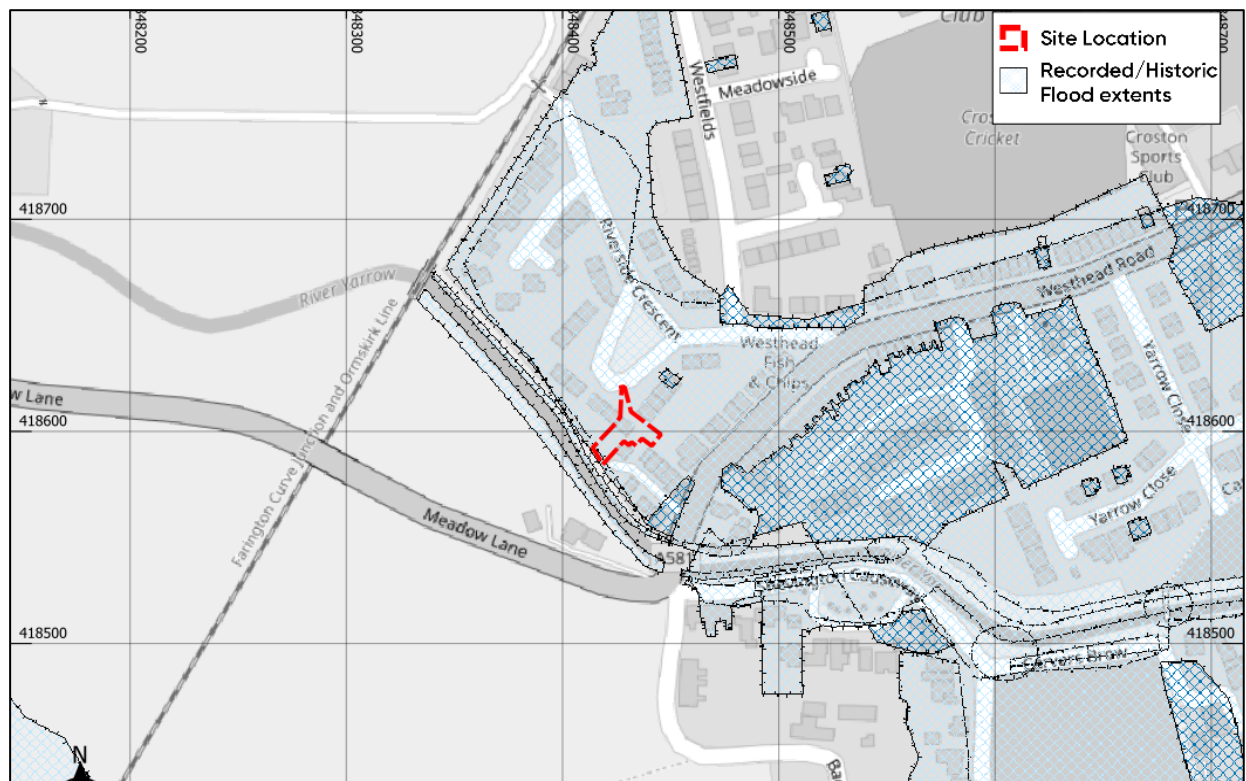 348200
348300
348400
348500
348700
Club
Site Location
Recorded/Historic
Flood extents
Westfields
Meadowside
Cricket
Croston
Sports
Club
418700
418700
River Yarrow
Riverside Crescent
Westhead Road
Westhead
Fish
& Chips
Yarrow Close
w Lane
418600
418600
Farington Curve Junction and Ormskirk Line
Meadow Lane
A581
Yarrow Close
418500
418500
N